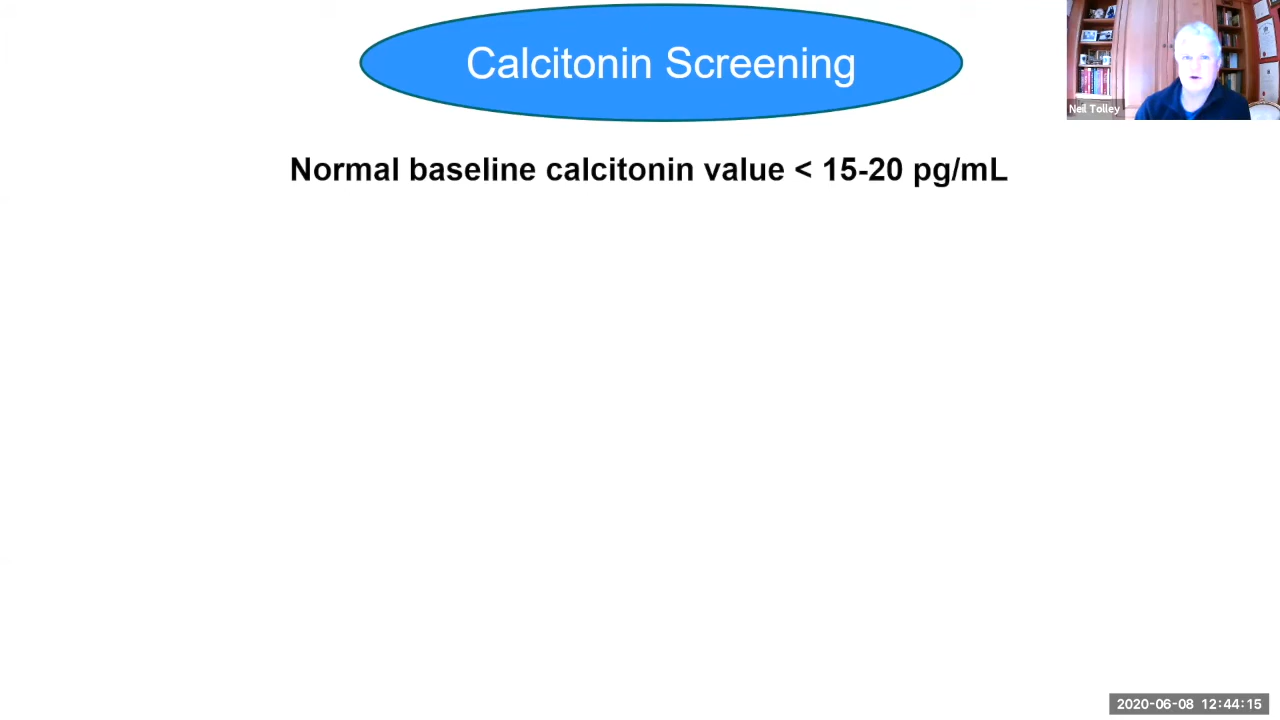 Calcitonin Screening
Neil Tolley
Normal baseline calcitonin value < 15-20 pg/mL
2020-06-08 12:44:15